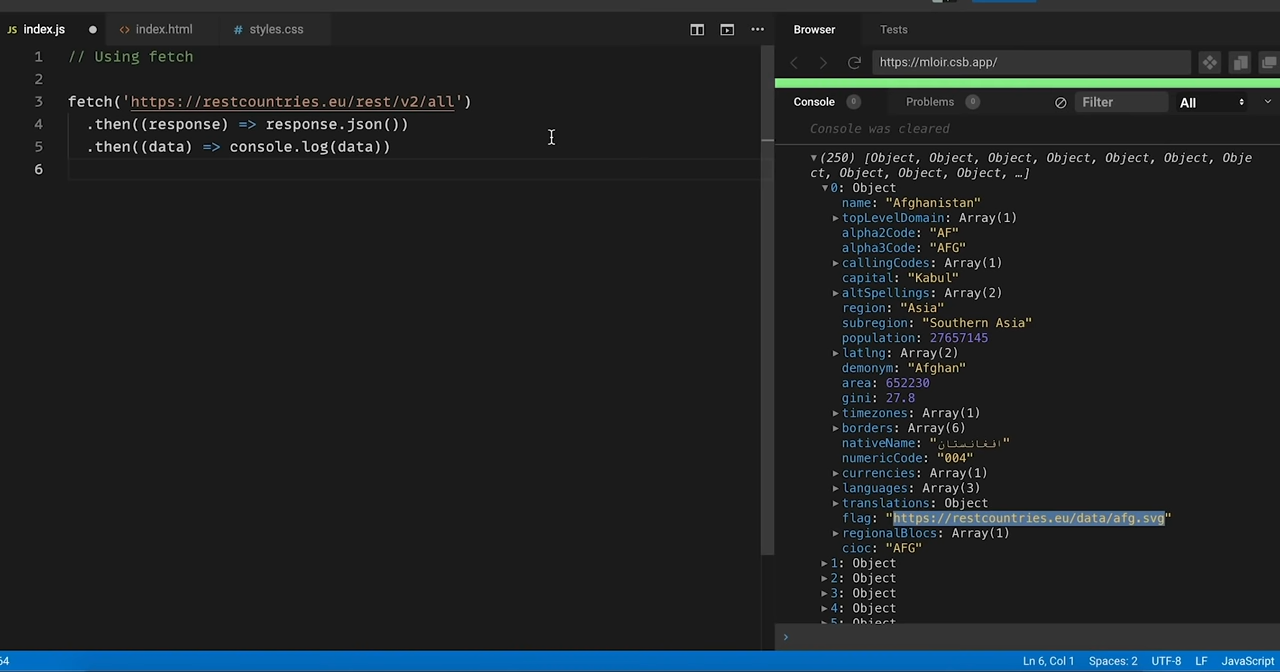 JS index.js
<> index.html
# styles.css
Browser
Tests
1 // Using fetch
2
3 fetch('https://restcountries.eu/rest/v2/all')
4 .then((response) => response.json())
5 .then((data) => console.log(data))
6
https://mloir.csb.app/
Console 0
Problems 0
Filter
All
Console was cleared
▼(250) [Object, Object, Object, Object, Object, Object, Obje
ct, Object, Object, Object, …]
▼0: Object
name: "Afghanistan"
▶topLevelDomain: Array(1)
alpha2Code: "AF"
alpha3Code: "AFG"
▶callingCodes: Array(1)
capital: "Kabul"
▶altSpellings: Array(2)
region: "Asia"
subregion: "Southern Asia"
population: 27657145
▶latlng: Array(2)
demonym: "Afghan"
area: 652230
gini: 27.8
▶timezones: Array(1)
▶borders: Array(6)
nativeName: "افغانستان"
numericCode: "004"
▶currencies: Array(1)
▶languages: Array(3)
▶translations: Object
flag: "https://restcountries.eu/data/afg.svg"
▶regionalBlocs: Array(1)
cioc: "AFG"
▶1: Object
▶2: Object
▶3: Object
▶4: Object
▶5: Object
›
64
Ln 6, Col 1
Spaces: 2
UTF-8
LF
JavaScript